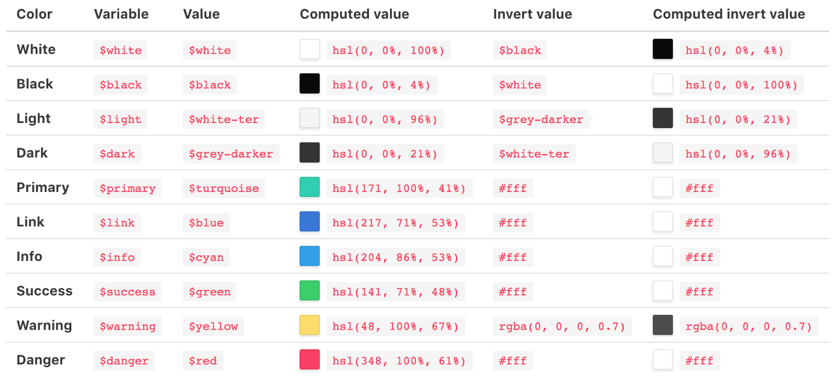 Color Variable Value Computed value Invert value Computed invert value
White $white $white hsl(0, 0%, 100%) $black hsl(0, 0%, 4%)
Black $black $black hsl(0, 0%, 4%) $white hsl(0, 0%, 100%)
Light $light $white-ter hsl(0, 0%, 96%) $grey-darker hsl(0, 0%, 21%)
Dark $dark $grey-darker hsl(0, 0%, 21%) $white-ter hsl(0, 0%, 96%)
Primary $primary $turquoise hsl(171, 100%, 41%) #fff #fff
Link $link $blue hsl(217, 71%, 53%) #fff #fff
Info $info $cyan hsl(204, 86%, 53%) #fff #fff
Success $success $green hsl(141, 71%, 48%) #fff #fff
Warning $warning $yellow hsl(48, 100%, 67%) rgba(0, 0, 0, 0.7) rgba(0, 0, 0, 0.7)
Danger $danger $red hsl(348, 100%, 61%) #fff #fff